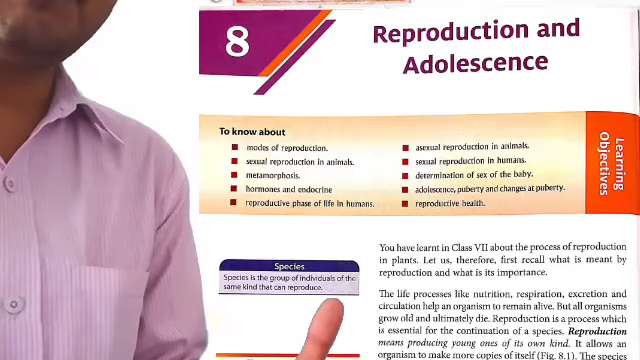 8
Reproduction and
Adolescence
To know about
modes of reproduction.
sexual reproduction in animals.
metamorphosis.
hormones and endocrine
reproductive phase of life in humans.
asexual reproduction in animals.
sexual reproduction in humans.
determination of sex of the baby.
adolescence, puberty and changes at puberty.
reproductive health.
Learning
Objectives
Species
Species is the group of individuals of the
same kind that can reproduce.
You have learnt in Class VII about the process of reproduction
in plants. Let us, therefore, first recall what is meant by
reproduction and what is its importance.
The life processes like nutrition, respiration, excretion and
circulation help an organism to remain alive. But all organisms
grow old and ultimately die. Reproduction is a process which
is essential for the continuation of a species. Reproduction
means producing young ones of its own kind. It allows an
organism to make more copies of itself (Fig. 8.1). The species